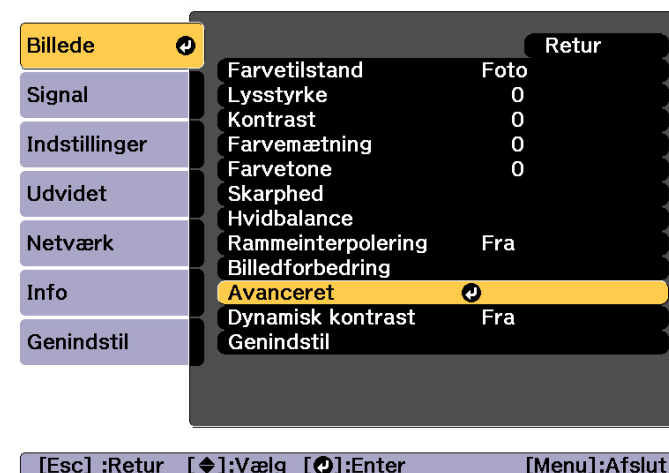 Billede
Signal
Indstillinger
Udvidet
Netværk
Info
Genindstil
Retur
Farvetilstand Foto
Lysstyrke 0
Kontrast 0
Farvemætning 0
Farvetone 0
Skarphed
Hvidbalance
Rammeinterpolering Fra
Billedforbedring
Avanceret
Dynamisk kontrast Fra
Genindstil
[Esc] :Retur [◆]:Vælg [↵]:Enter [Menu]:Afslut